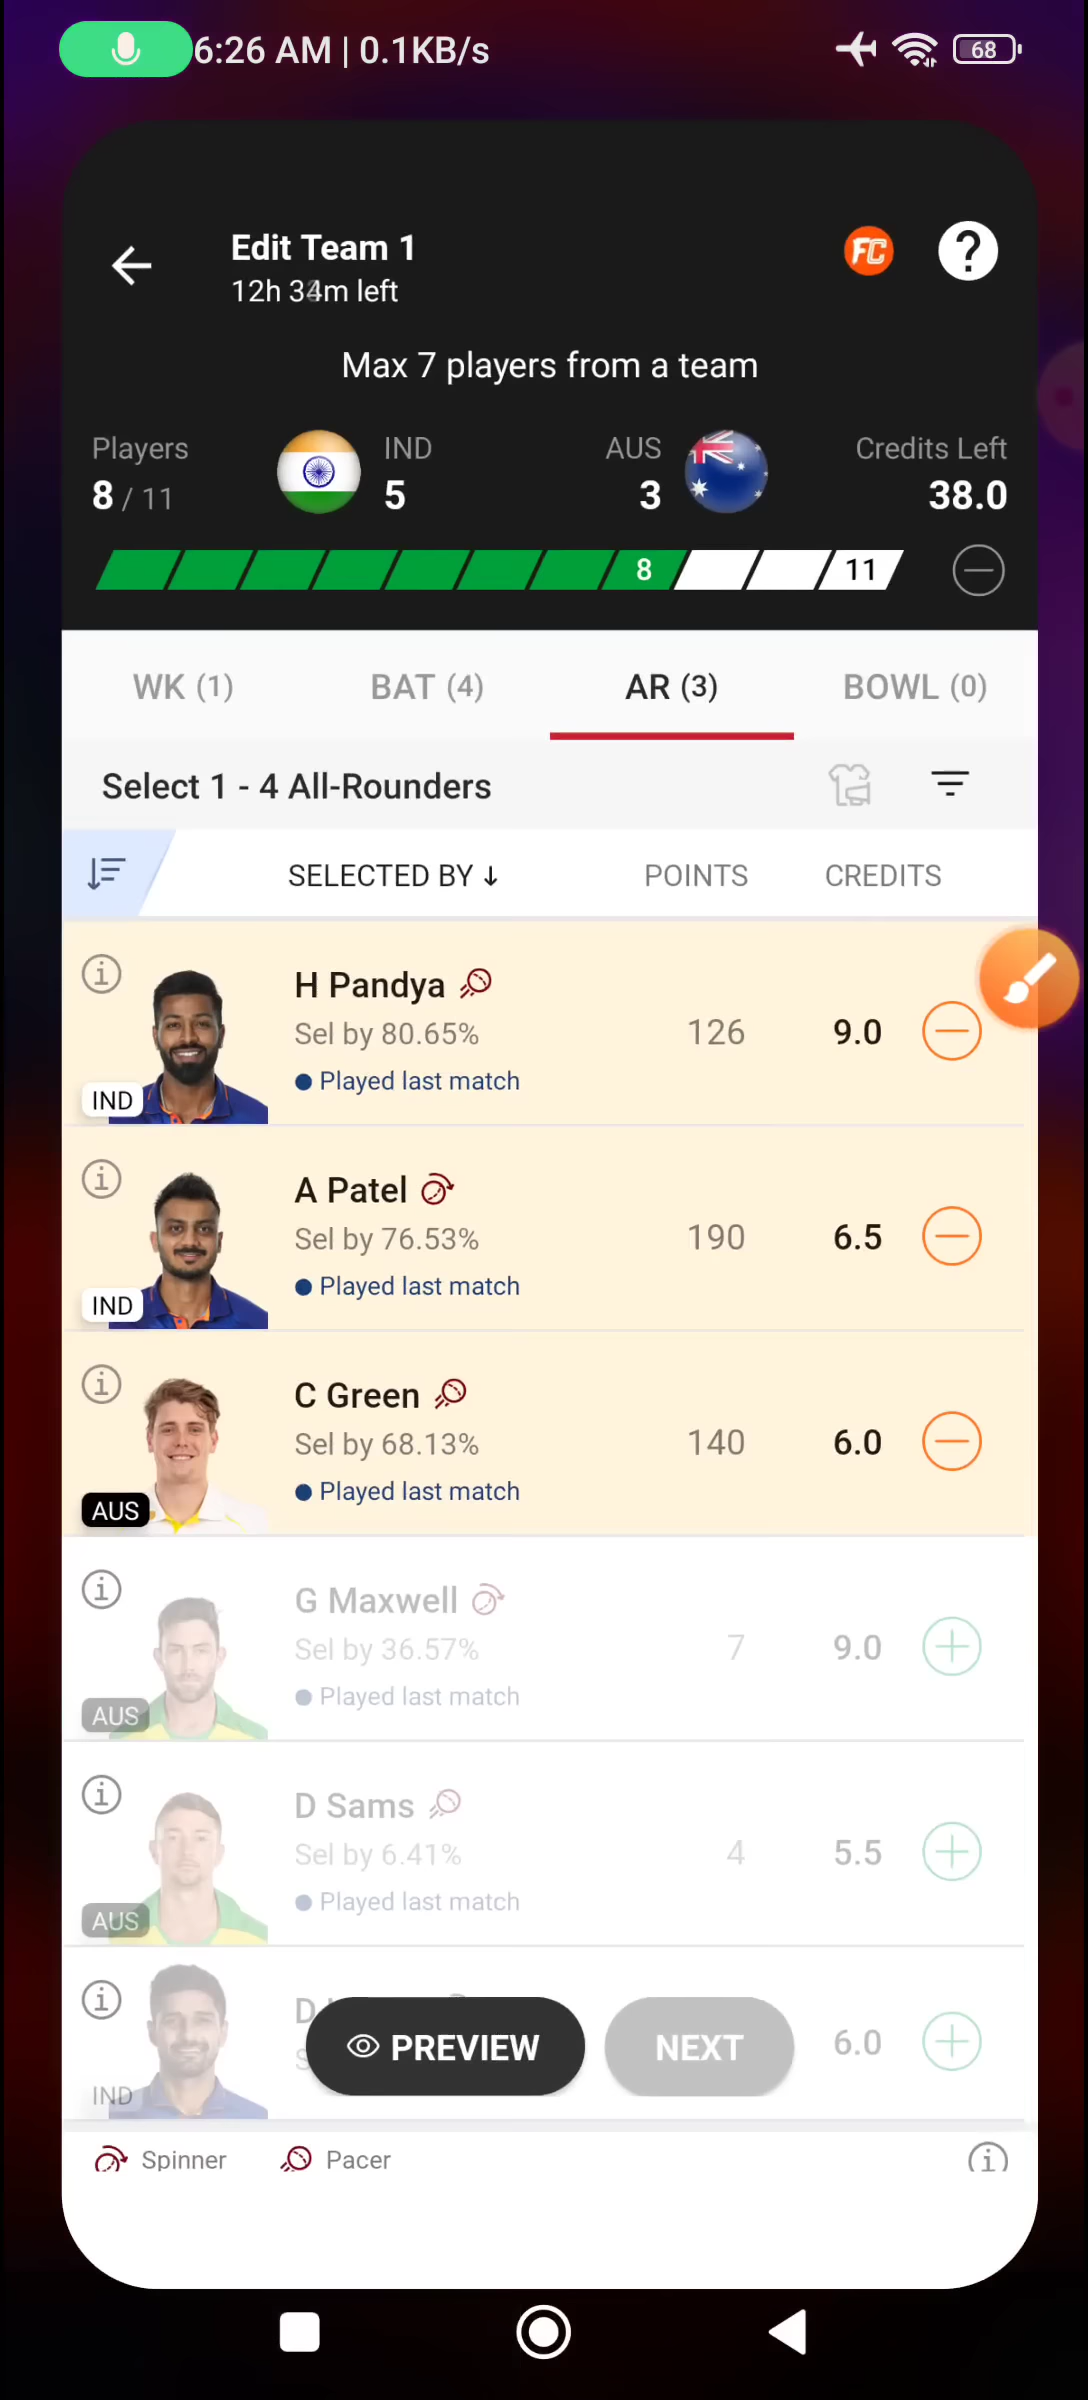 6:26 AM | 0.1KB/s
68
Edit Team 1
FC
?
12h 34m left
Max 7 players from a team
Players
IND
AUS
Credits Left
8 / 11
5
3
38.0
8
11
WK (1)
BAT (4)
AR (3)
BOWL (0)
Select 1 - 4 All-Rounders
SELECTED BY ↓
POINTS
CREDITS
H Pandya
Sel by 80.65%
126
9.0
Played last match
IND
A Patel
Sel by 76.53%
190
6.5
Played last match
IND
C Green
Sel by 68.13%
140
6.0
Played last match
AUS
G Maxwell
Sel by 36.57%
7
9.0
Played last match
AUS
D Sams
Sel by 6.41%
4
5.5
Played last match
AUS
D
PREVIEW
NEXT
6.0
IND
Spinner
Pacer